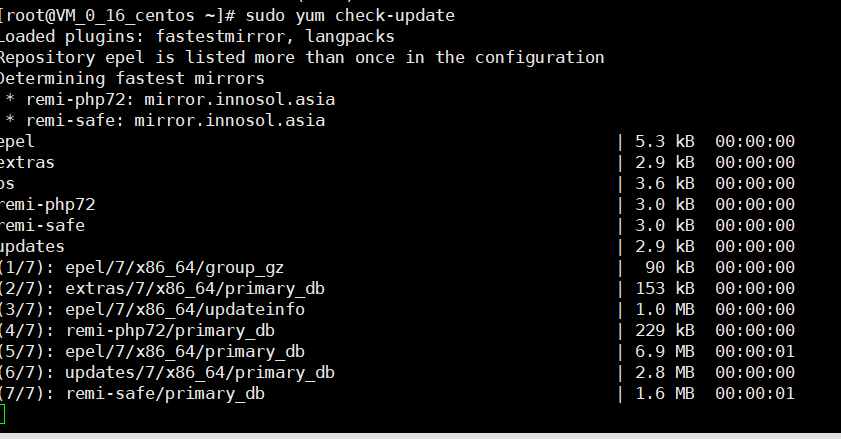 [root@VM_0_16_centos ~]# sudo yum check-update
Loaded plugins: fastestmirror, langpacks
Repository epel is listed more than once in the configuration
Determining fastest mirrors
 * remi-php72: mirror.innosol.asia
 * remi-safe: mirror.innosol.asia
epel | 5.3 kB 00:00:00
extras | 2.9 kB 00:00:00
os | 3.6 kB 00:00:00
remi-php72 | 3.0 kB 00:00:00
remi-safe | 3.0 kB 00:00:00
updates | 2.9 kB 00:00:00
(1/7): epel/7/x86_64/group_gz | 90 kB 00:00:00
(2/7): extras/7/x86_64/primary_db | 153 kB 00:00:00
(3/7): epel/7/x86_64/updateinfo | 1.0 MB 00:00:00
(4/7): remi-php72/primary_db | 229 kB 00:00:00
(5/7): epel/7/x86_64/primary_db | 6.9 MB 00:00:01
(6/7): updates/7/x86_64/primary_db | 2.8 MB 00:00:00
(7/7): remi-safe/primary_db | 1.6 MB 00:00:01